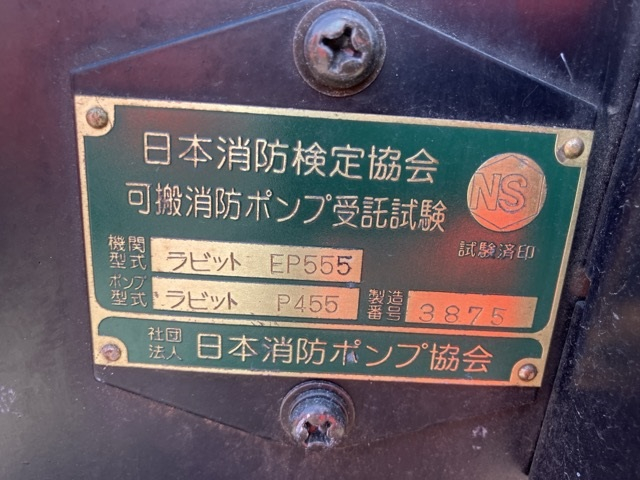 日本消防検定協会
可搬消防ポンプ受託試験
NS
試験済印
機関型式 ラビット EP555
ポンプ型式 ラビット P455
製造番号 3875
社団法人 日本消防ポンプ協会